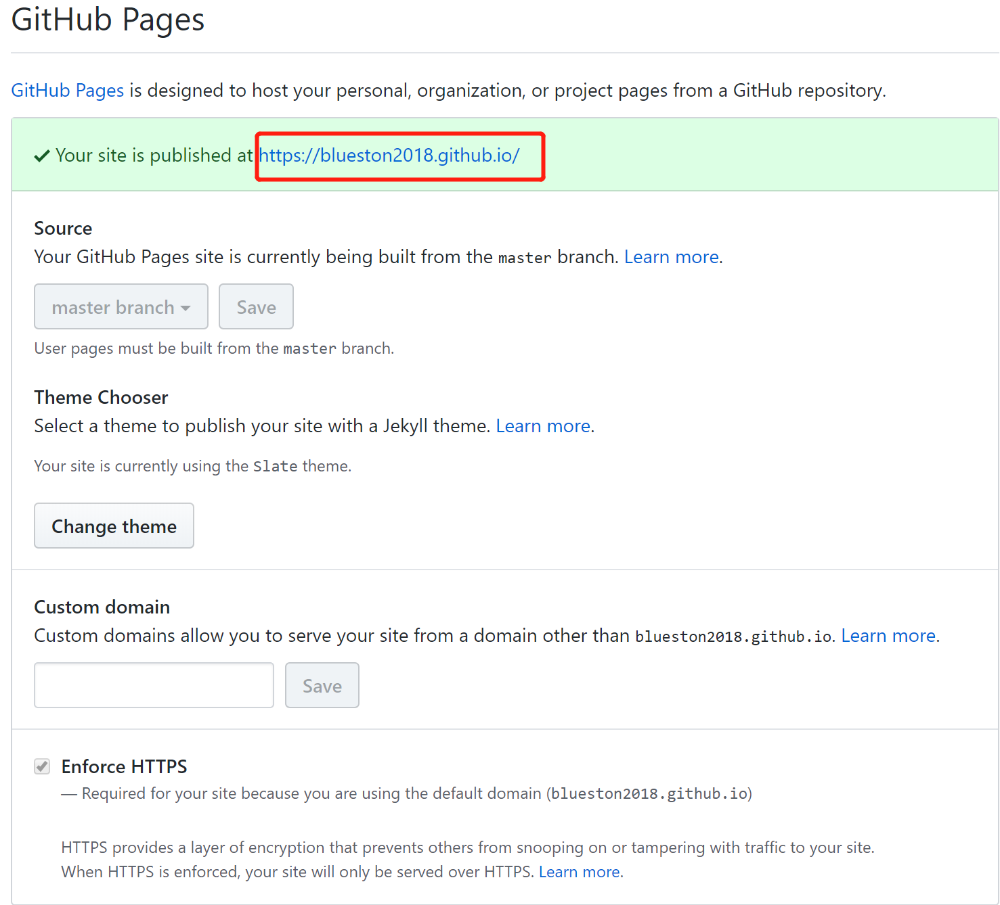 GitHub Pages
GitHub Pages is designed to host your personal, organization, or project pages from a GitHub repository.
Your site is published at https://blueston2018.github.io/
Source
Your GitHub Pages site is currently being built from the master branch. Learn more.
master branch Save
User pages must be built from the master branch.
Theme Chooser
Select a theme to publish your site with a Jekyll theme. Learn more.
Your site is currently using the Slate theme.
Change theme
Custom domain
Custom domains allow you to serve your site from a domain other than blueston2018.github.io. Learn more.
Save
Enforce HTTPS
— Required for your site because you are using the default domain (blueston2018.github.io)
HTTPS provides a layer of encryption that prevents others from snooping on or tampering with traffic to your site.
When HTTPS is enforced, your site will only be served over HTTPS. Learn more.